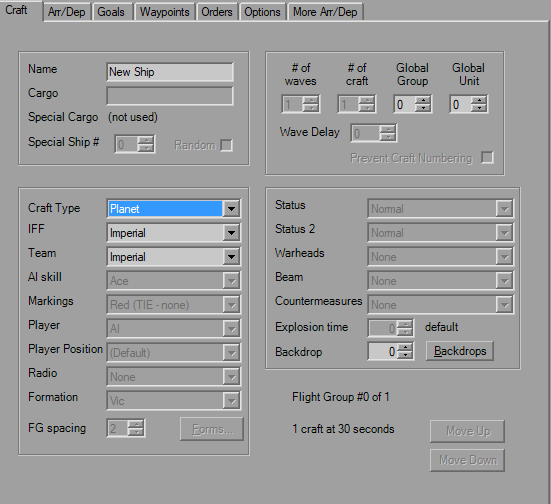 Craft Arr/Dep Goals Waypoints Orders Options More Arr/Dep
Name New Ship
Cargo
Special Cargo (not used)
Special Ship # 0 Random
# of waves # of craft Global Group Global Unit
1 1 0 0
Wave Delay 0
Prevent Craft Numbering
Craft Type Planet
IFF Imperial
Team Imperial
AI skill Ace
Markings Red (TIE - none)
Player AI
Player Position (Default)
Radio None
Formation Vic
FG spacing 2 Forms...
Status Normal
Status 2 Normal
Warheads None
Beam None
Countermeasures None
Explosion time 0 default
Backdrop 0 Backdrops
Flight Group #0 of 1
1 craft at 30 seconds Move Up
Move Down